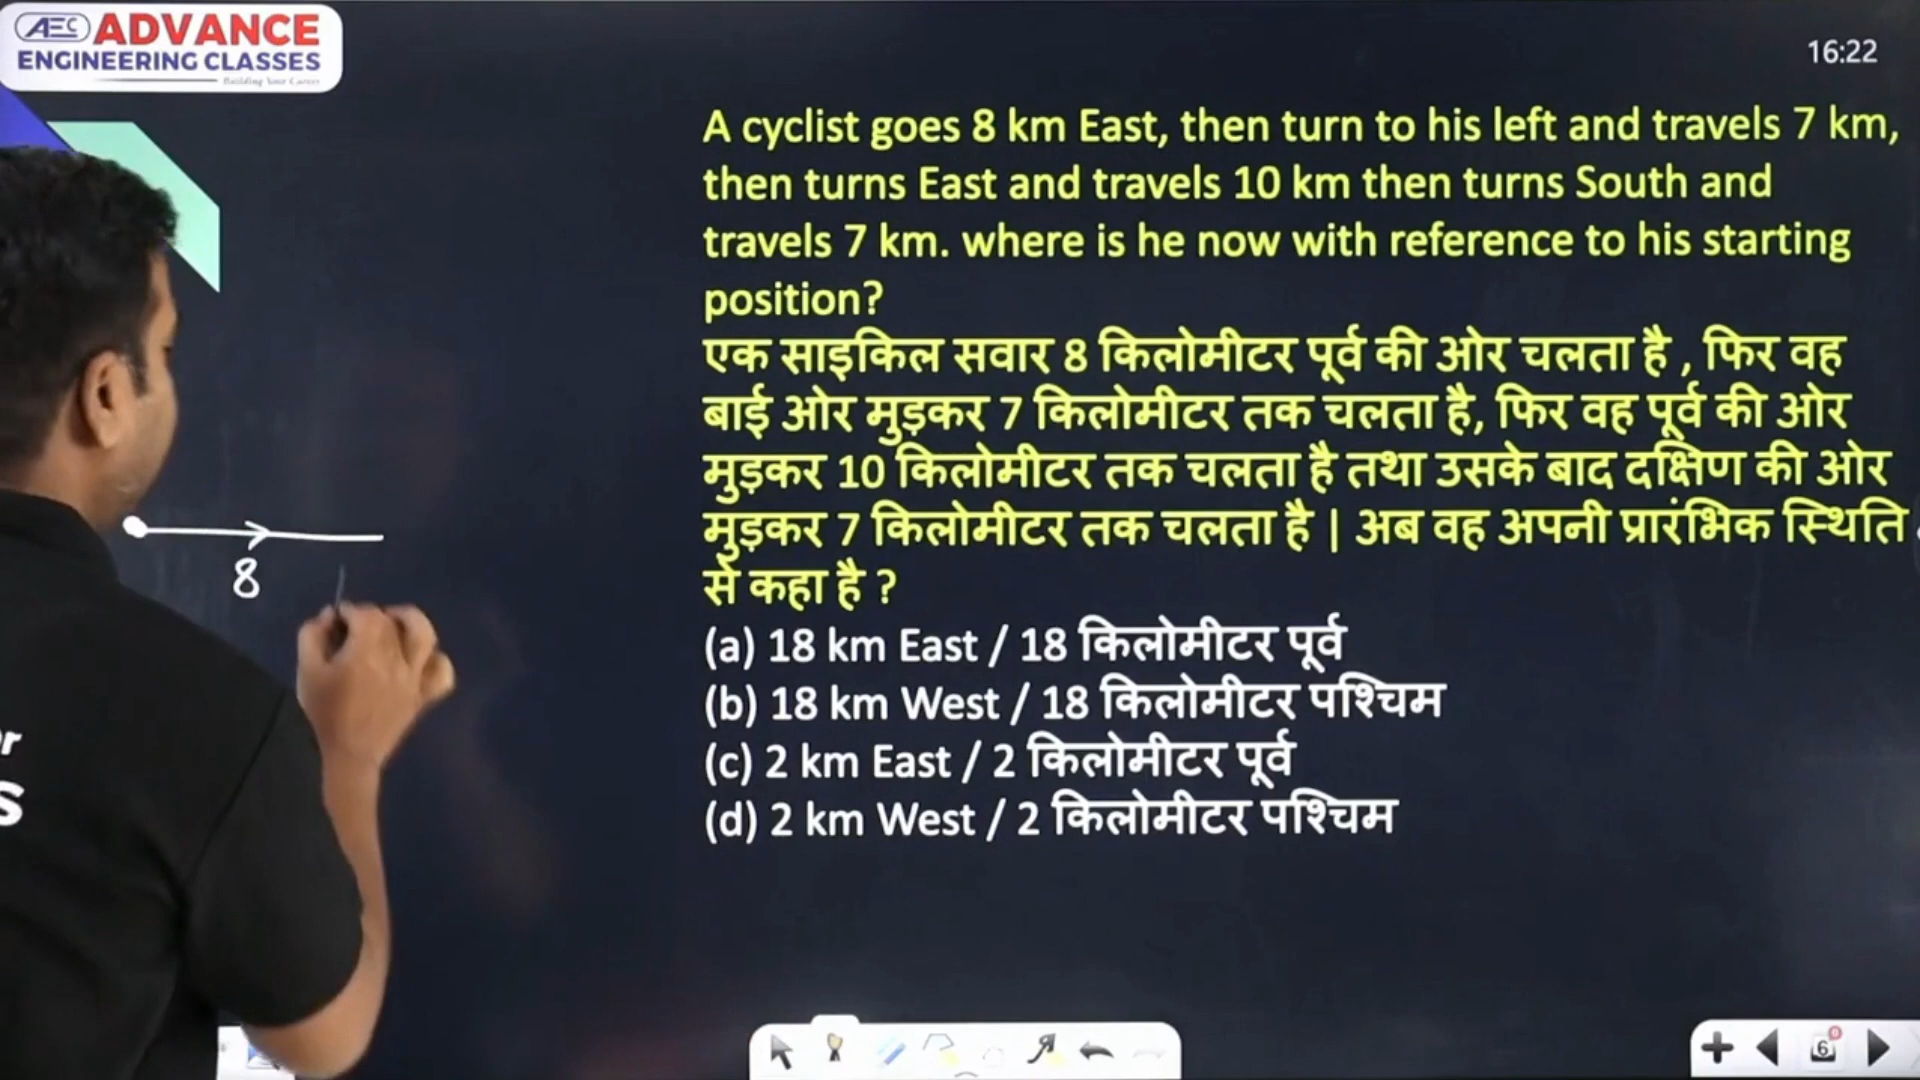 AEC ADVANCE
ENGINEERING CLASSES
Building Your Career
16:22
A cyclist goes 8 km East, then turn to his left and travels 7 km,
then turns East and travels 10 km then turns South and
travels 7 km. where is he now with reference to his starting
position?
एक साइकिल सवार 8 किलोमीटर पूर्व की ओर चलता है , फिर वह
बाई ओर मुड़कर 7 किलोमीटर तक चलता है, फिर वह पूर्व की ओर
मुड़कर 10 किलोमीटर तक चलता है तथा उसके बाद दक्षिण की ओर
मुड़कर 7 किलोमीटर तक चलता है | अब वह अपनी प्रारंभिक स्थिति
से कहा है ?
8
(a) 18 km East / 18 किलोमीटर पूर्व
(b) 18 km West / 18 किलोमीटर पश्चिम
(c) 2 km East / 2 किलोमीटर पूर्व
(d) 2 km West / 2 किलोमीटर पश्चिम
r
S
6